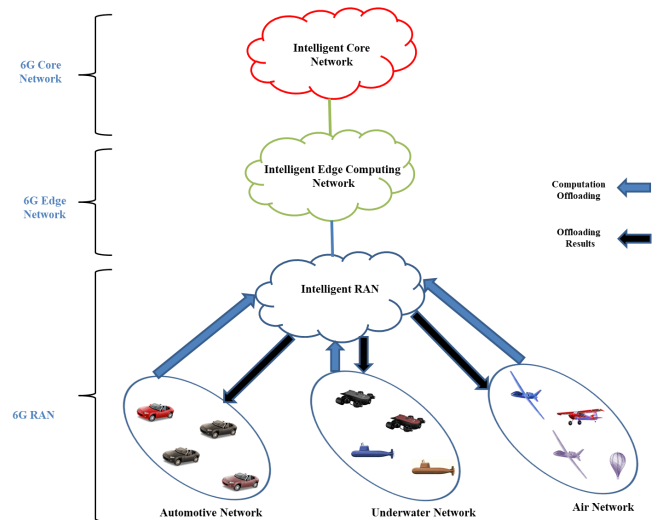 Intelligent Core
Network
6G Core
Network
Intelligent Edge Computing
Network
6G Edge
Network
Computation
Offloading
Offloading
Results
Intelligent RAN
6G RAN
Automotive Network
Underwater Network
Air Network